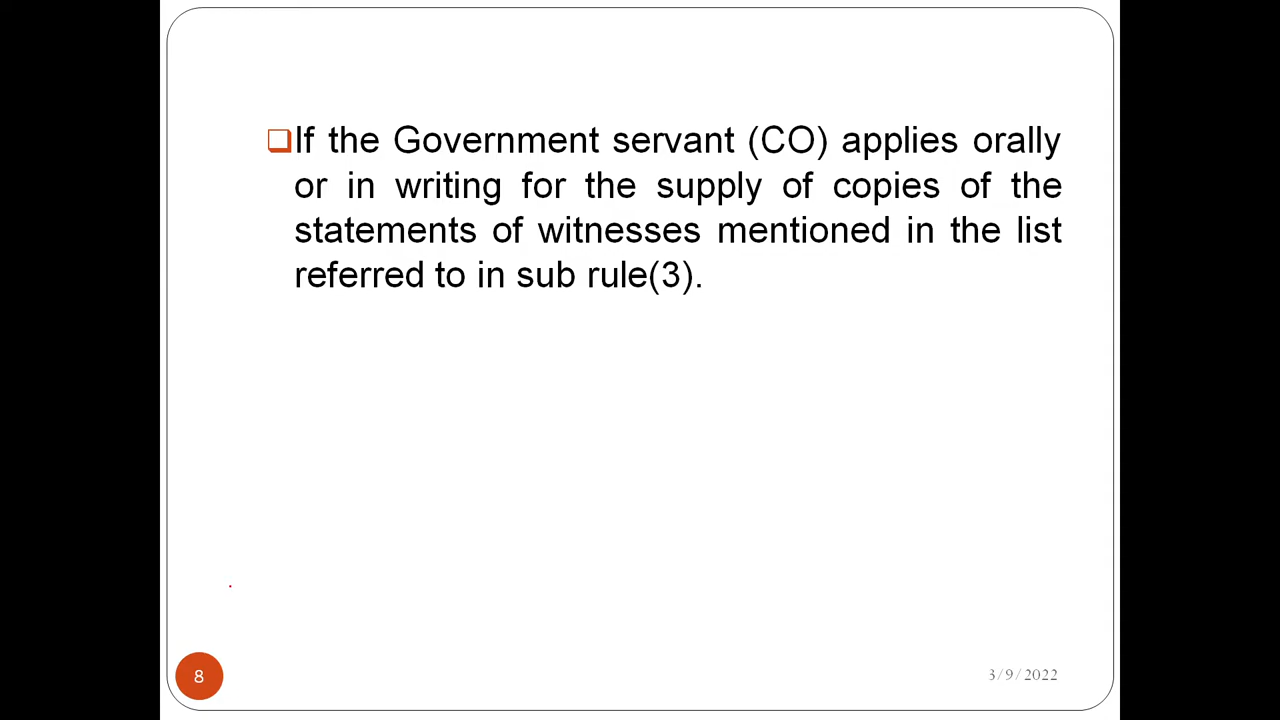 If the Government servant (CO) applies orally
or in writing for the supply of copies of the
statements of witnesses mentioned in the list
referred to in sub rule(3).
8
3/9/2022